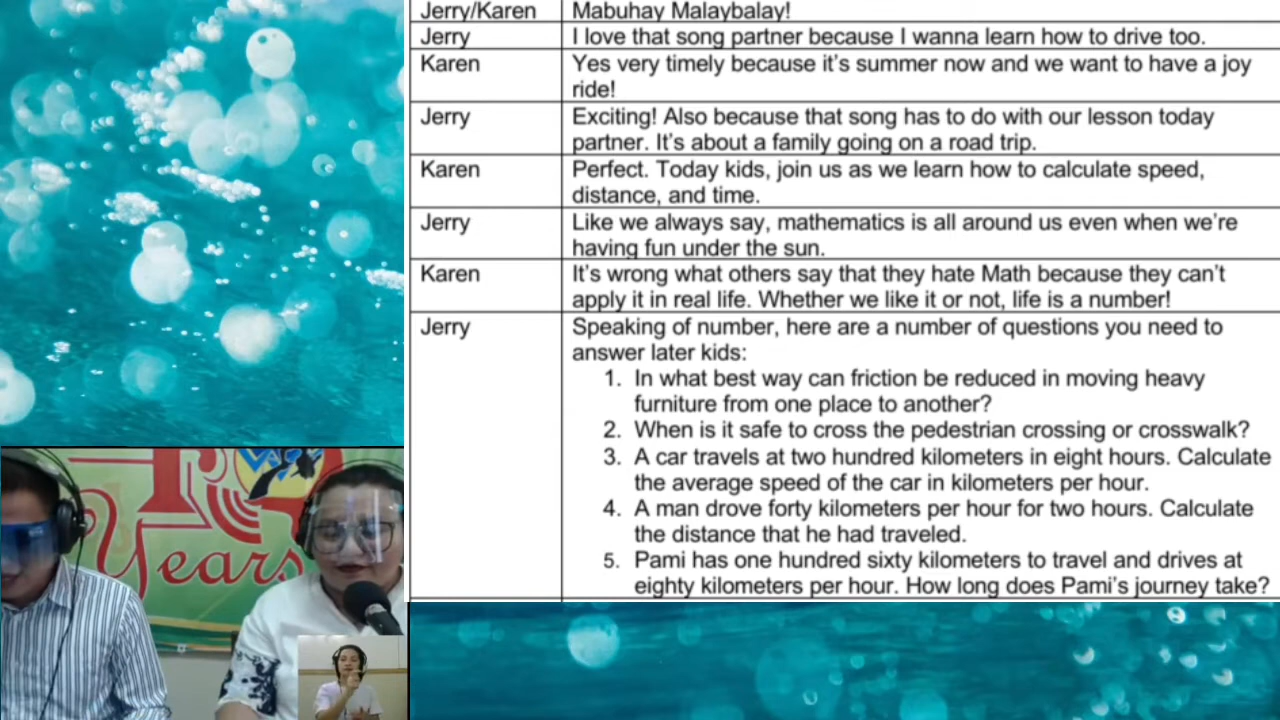 Jerry/Karen Mabuhay Malaybalay!
Jerry I love that song partner because I wanna learn how to drive too.
Karen Yes very timely because it's summer now and we want to have a joy
ride!
Jerry Exciting! Also because that song has to do with our lesson today
partner. It's about a family going on a road trip.
Karen Perfect. Today kids, join us as we learn how to calculate speed,
distance, and time.
Jerry Like we always say, mathematics is all around us even when we're
having fun under the sun.
Karen It's wrong what others say that they hate Math because they can't
apply it in real life. Whether we like it or not, life is a number!
Jerry Speaking of number, here are a number of questions you need to
answer later kids:
1. In what best way can friction be reduced in moving heavy
furniture from one place to another?
2. When is it safe to cross the pedestrian crossing or crosswalk?
3. A car travels at two hundred kilometers in eight hours. Calculate
the average speed of the car in kilometers per hour.
4. A man drove forty kilometers per hour for two hours. Calculate
the distance that he had traveled.
5. Pami has one hundred sixty kilometers to travel and drives at
eighty kilometers per hour. How long does Pami's journey take?
Years